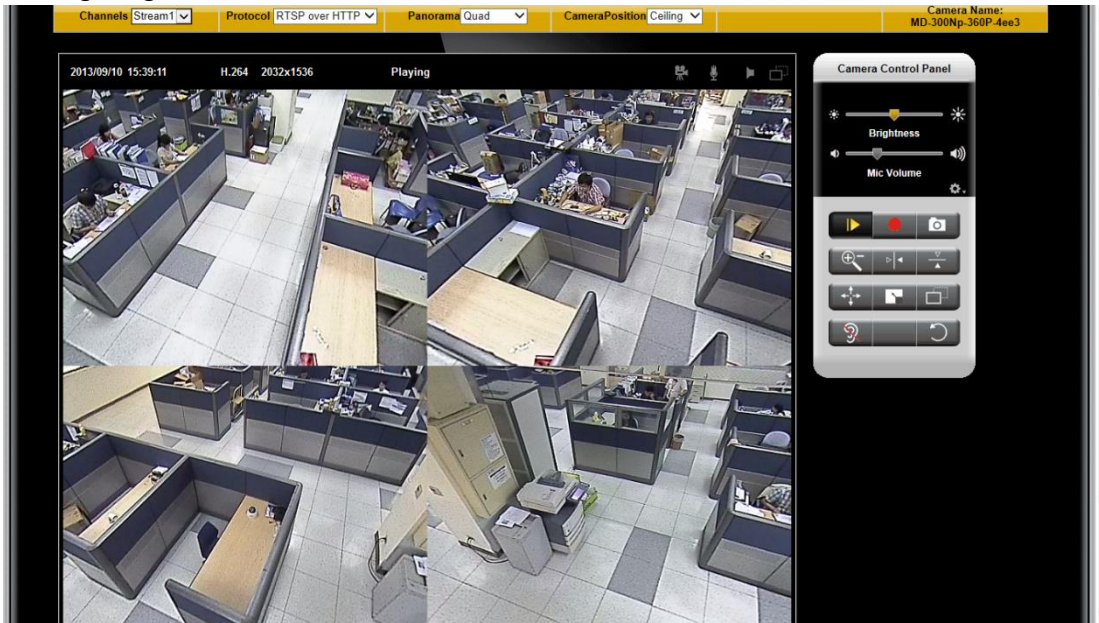 Channels Stream1 Protocol RTSP over HTTP Panorama Quad CameraPosition Ceiling Camera Name:
MD-300Np-360P-4ee3
2013/09/10 15:39:11 H.264 2032x1536 Playing
Camera Control Panel
Brightness
Mic Volume